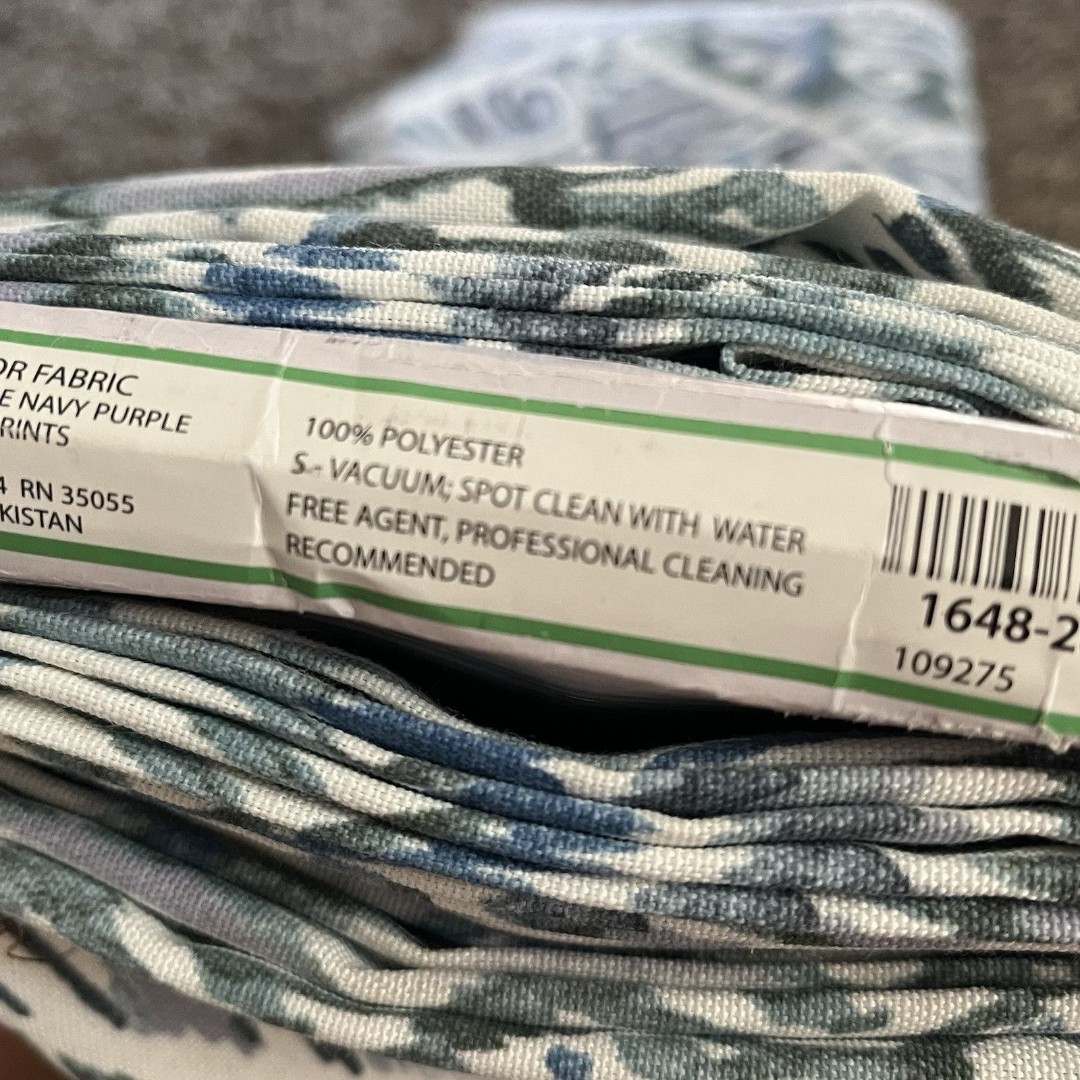 OR FABRIC
E NAVY PURPLE
RINTS
4 RN 35055
KISTAN
100% POLYESTER
S.- VACUUM; SPOT CLEAN WITH WATER
FREE AGENT, PROFESSIONAL CLEANING
RECOMMENDED
1648-2
109275